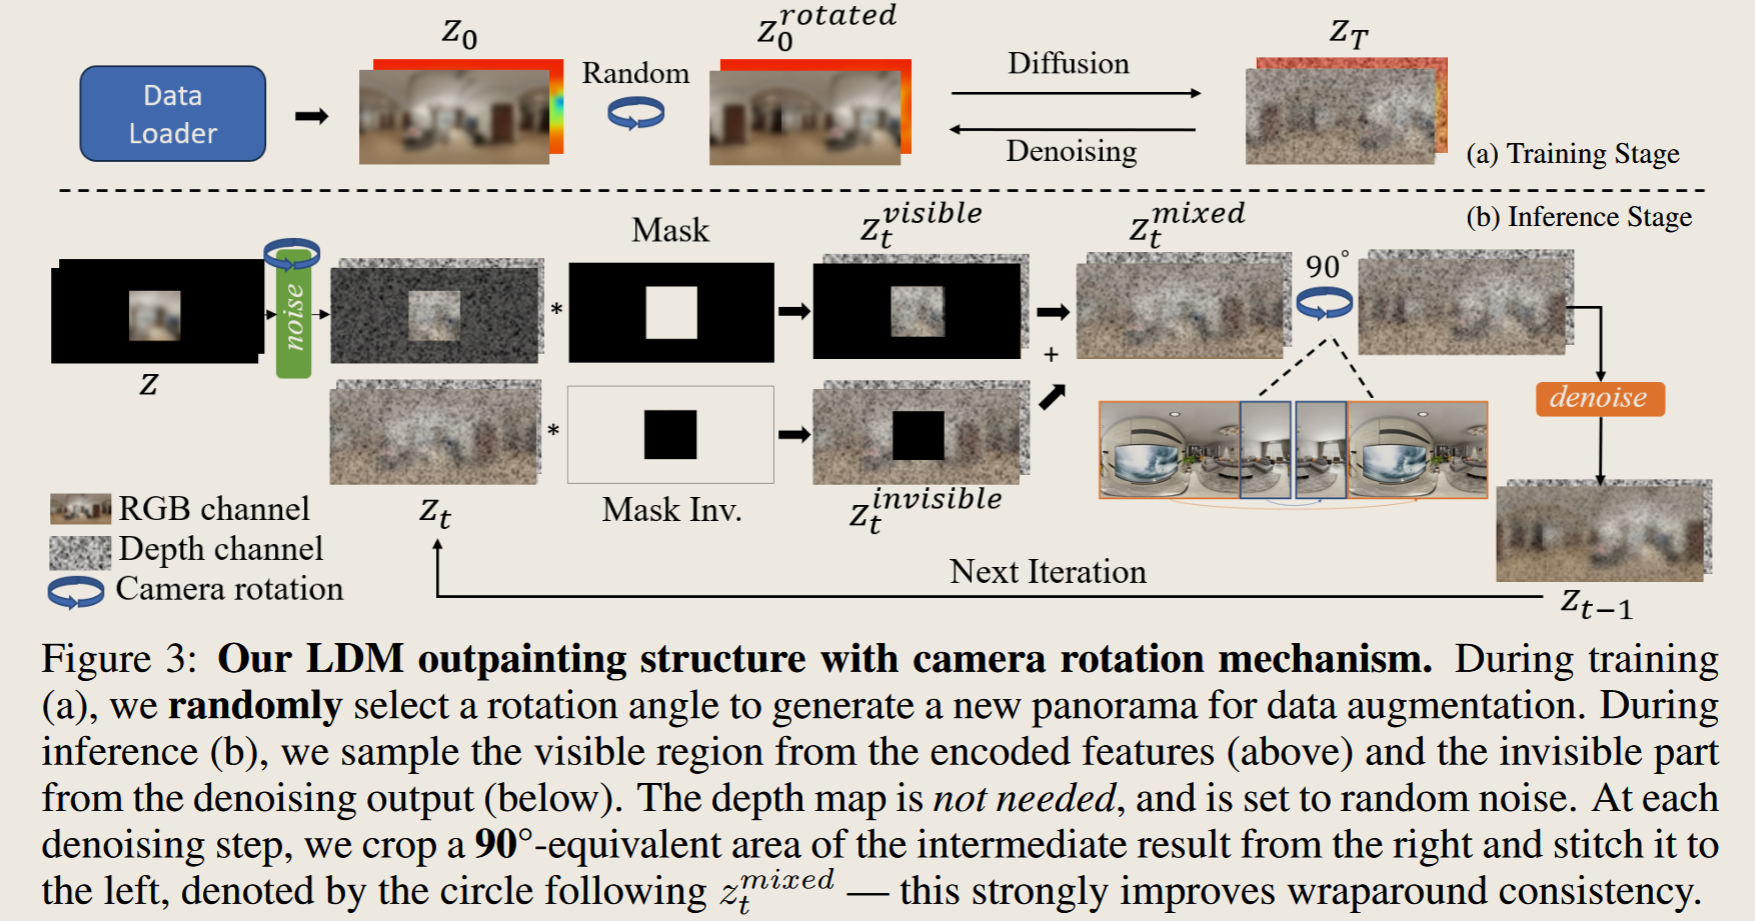 z_0
z_0^{rotated}
z_T
Data
Loader
Random
Diffusion
Denoising
(a) Training Stage
(b) Inference Stage
Mask
z_t^{visible}
z_t^{mixed}
90°
noise
*
z
+
denoise
*
z_t
Mask Inv.
z_t^{invisible}
RGB channel
Depth channel
Camera rotation
Next Iteration
z_{t−1}
Figure 3: Our LDM outpainting structure with camera rotation mechanism. During training
(a), we randomly select a rotation angle to generate a new panorama for data augmentation. During
inference (b), we sample the visible region from the encoded features (above) and the invisible part
from the denoising output (below). The depth map is not needed, and is set to random noise. At each
denoising step, we crop a 90°-equivalent area of the intermediate result from the right and stitch it to
the left, denoted by the circle following z_t^{mixed} — this strongly improves wraparound consistency.